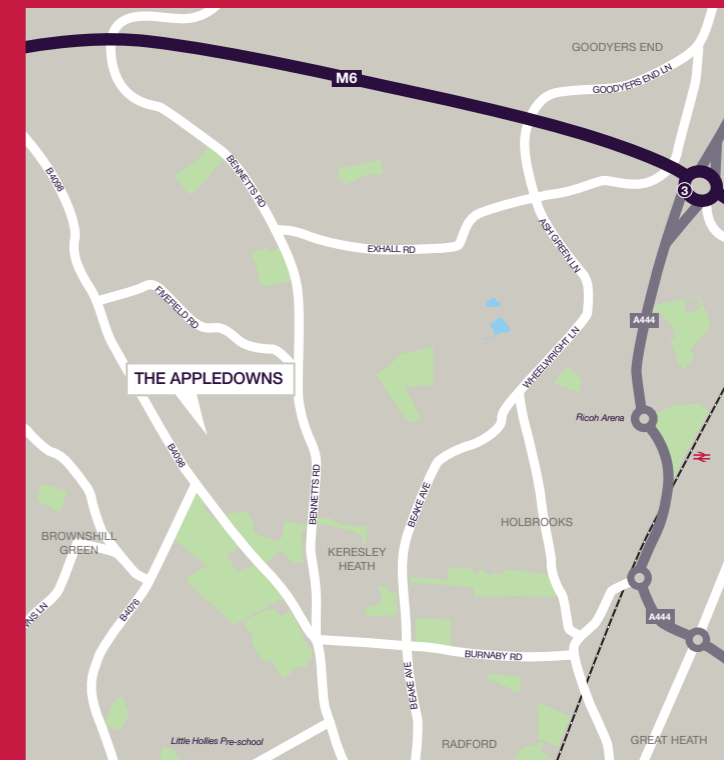 GOODYERS END
GOODYERS END LN
M6
B4098
BENNETTS RD
3
EXHALL RD
ASH GREEN LN
FIVEFIELD RD
A444
WHEELWRIGHT LN
THE APPLEDOWNS
Ricoh Arena
B4098
BENNETTS RD
BEAKE AVE
HOLBROOKS
BROWNSHILL
GREEN
KERESLEY
HEATH
WNS LN
B4076
A444
BURNABY RD
BEAKE AVE
Little Hollies Pre-school
RADFORD
GREAT HEATH